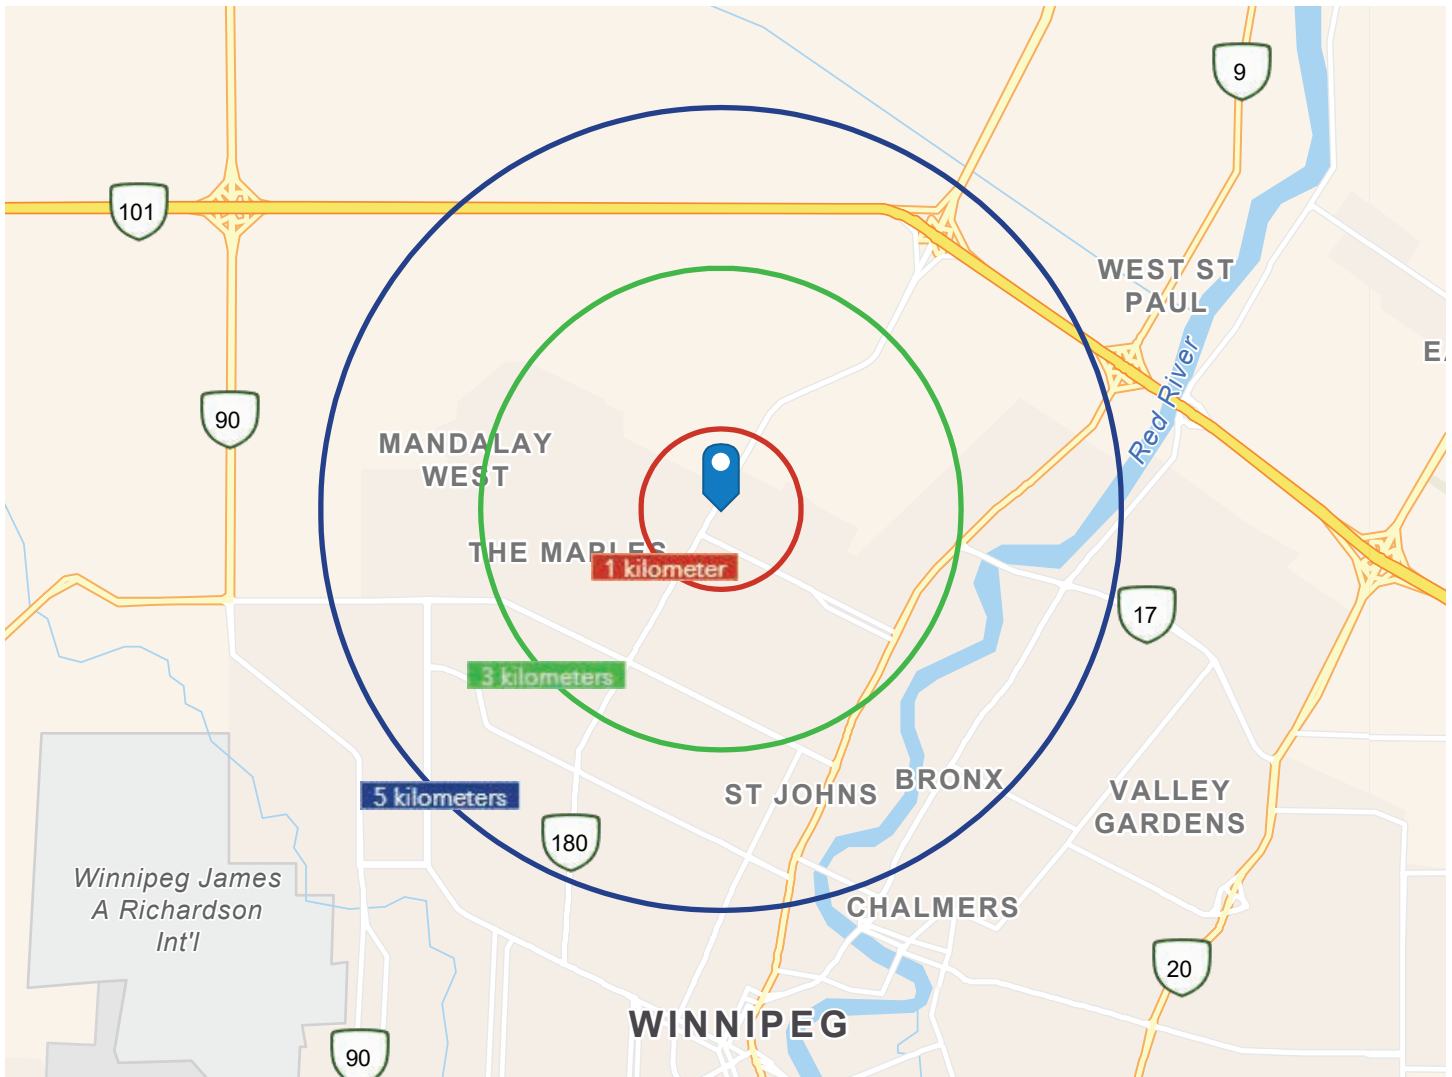 9
101
WEST ST
PAUL
Red River
90
MANDALAY
WEST
THE MAPLES
1 kilometer
17
3 kilometers
5 kilometers
ST JOHNS
BRONX
VALLEY
GARDENS
180
Winnipeg James
A Richardson
Int'l
CHALMERS
20
WINNIPEG
90